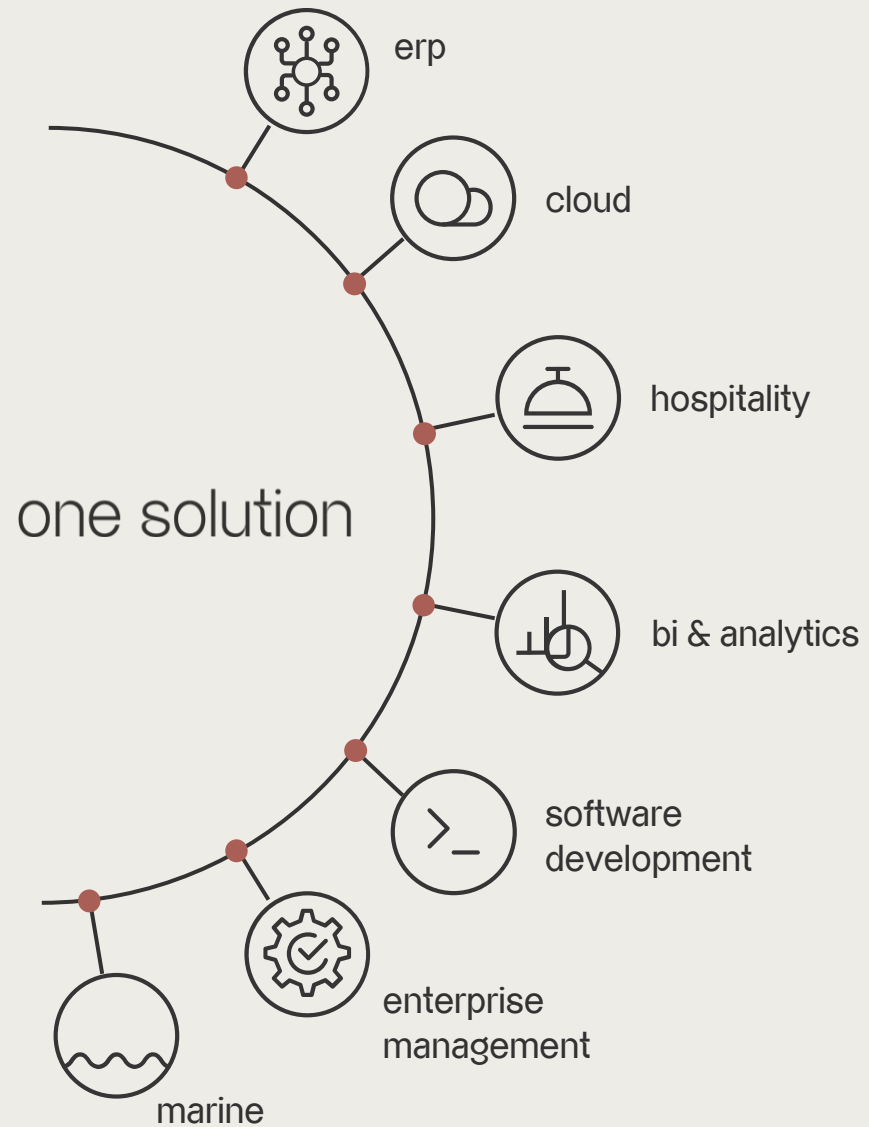 erp
cloud
hospitality
one solution
bi & analytics
software
development
enterprise
management
marine